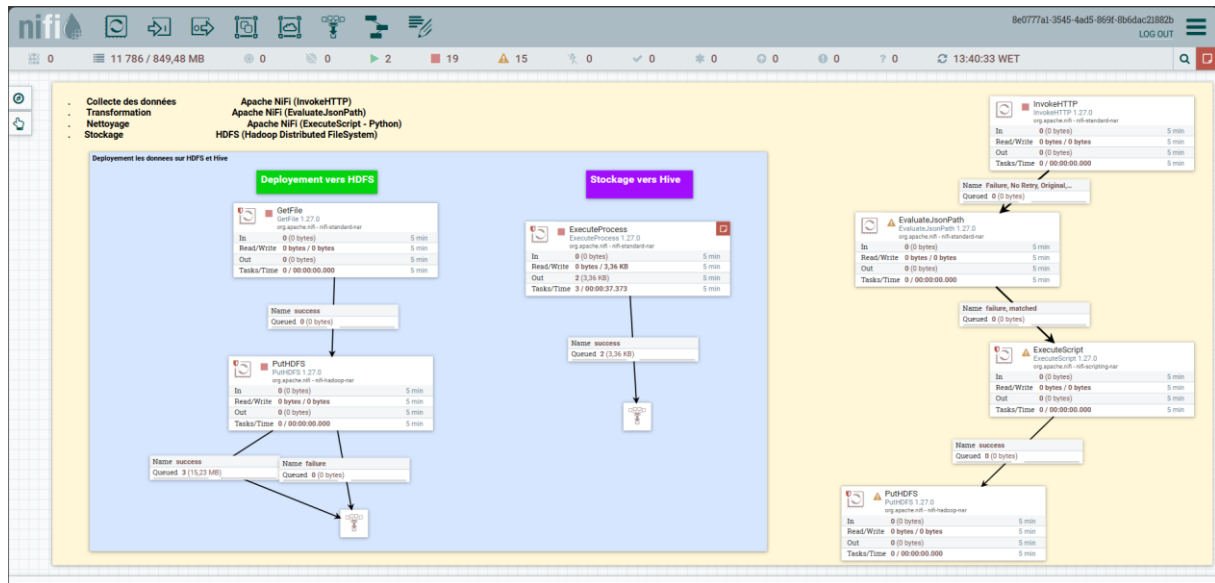 nifi
8e0777a1-3545-4ad5-869f-8b6dac21882b
LOG OUT
0 11 786 / 849,48 MB 0 0 2 19 15 0 0 0 0 0 ? 0 13:40:33 WET
. Collecte des données Apache NiFi (InvokeHTTP)
. Transformation Apache NiFi (EvaluateJsonPath)
. Nettoyage Apache NiFi (ExecuteScript - Python)
. Stockage HDFS (Hadoop Distributed FileSystem)
Deployement les donnees sur HDFS et Hive
Deployement vers HDFS
GetFile
GetFile 1.27.0
org.apache.nifi - nifi-standard-nar
In 0 (0 bytes) 5 min
Read/Write 0 bytes / 0 bytes 5 min
Out 0 (0 bytes) 5 min
Tasks/Time 0 / 00:00:00.000 5 min
Name success
Queued 0 (0 bytes)
PutHDFS
PutHDFS 1.27.0
org.apache.nifi - nifi-hadoop-nar
In 0 (0 bytes) 5 min
Read/Write 0 bytes / 0 bytes 5 min
Out 0 (0 bytes) 5 min
Tasks/Time 0 / 00:00:00.000 5 min
Name success
Queued 3 (15,23 MB)
Name failure
Queued 0 (0 bytes)
Stockage vers Hive
ExecuteProcess
ExecuteProcess 1.27.0
org.apache.nifi - nifi-standard-nar
In 0 (0 bytes) 5 min
Read/Write 0 bytes / 3,36 KB 5 min
Out 2 (3,36 KB) 5 min
Tasks/Time 3 / 00:00:37.373 5 min
Name success
Queued 2 (3,36 KB)
InvokeHTTP
InvokeHTTP 1.27.0
org.apache.nifi - nifi-standard-nar
In 0 (0 bytes) 5 min
Read/Write 0 bytes / 0 bytes 5 min
Out 0 (0 bytes) 5 min
Tasks/Time 0 / 00:00:00.000 5 min
Name Failure, No Retry, Original,...
Queued 0 (0 bytes)
EvaluateJsonPath
EvaluateJsonPath 1.27.0
org.apache.nifi - nifi-standard-nar
In 0 (0 bytes) 5 min
Read/Write 0 bytes / 0 bytes 5 min
Out 0 (0 bytes) 5 min
Tasks/Time 0 / 00:00:00.000 5 min
Name failure, matched
Queued 0 (0 bytes)
ExecuteScript
ExecuteScript 1.27.0
org.apache.nifi - nifi-scripting-nar
In 0 (0 bytes) 5 min
Read/Write 0 bytes / 0 bytes 5 min
Out 0 (0 bytes) 5 min
Tasks/Time 0 / 00:00:00.000 5 min
Name success
Queued 0 (0 bytes)
PutHDFS
PutHDFS 1.27.0
org.apache.nifi - nifi-hadoop-nar
In 0 (0 bytes) 5 min
Read/Write 0 bytes / 0 bytes 5 min
Out 0 (0 bytes) 5 min
Tasks/Time 0 / 00:00:00.000 5 min